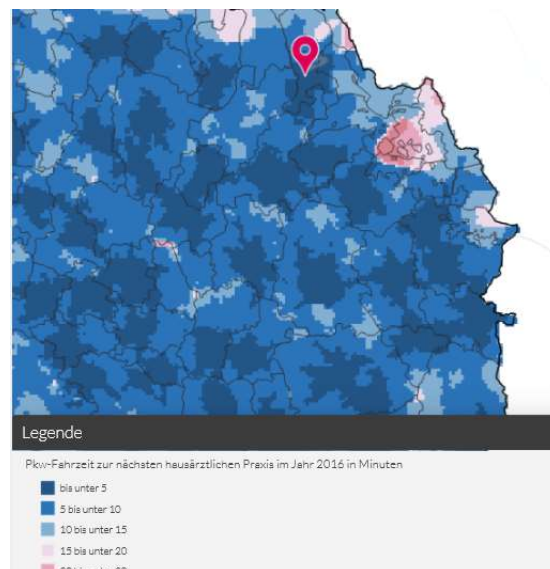 Legende
Pkw-Fahrzeit zur nächsten hausärztlichen Praxis im Jahr 2016 in Minuten
bis unter 5
5 bis unter 10
10 bis unter 15
15 bis unter 20